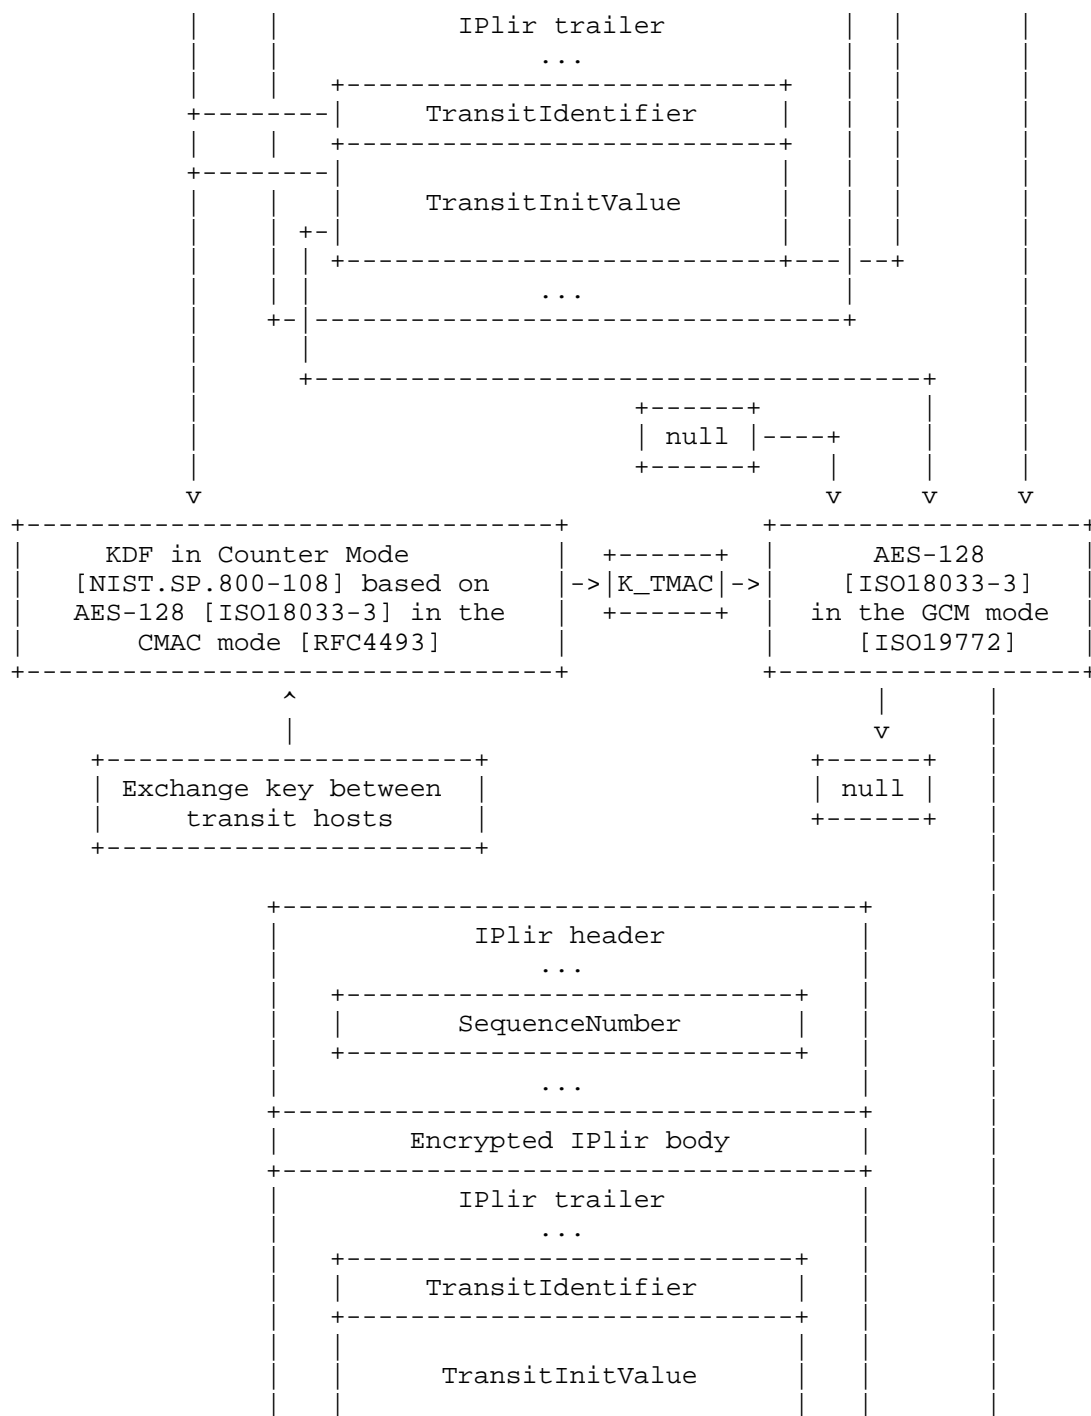 IPlir trailer
...
TransitIdentifier
TransitInitValue
...
null
KDF in Counter Mode
[NIST.SP.800-108] based on
AES-128 [ISO18033-3] in the
CMAC mode [RFC4493]
K_TMAC
AES-128
[ISO18033-3]
in the GCM mode
[ISO19772]
Exchange key between
transit hosts
null
IPlir header
...
SequenceNumber
...
Encrypted IPlir body
IPlir trailer
...
TransitIdentifier
TransitInitValue